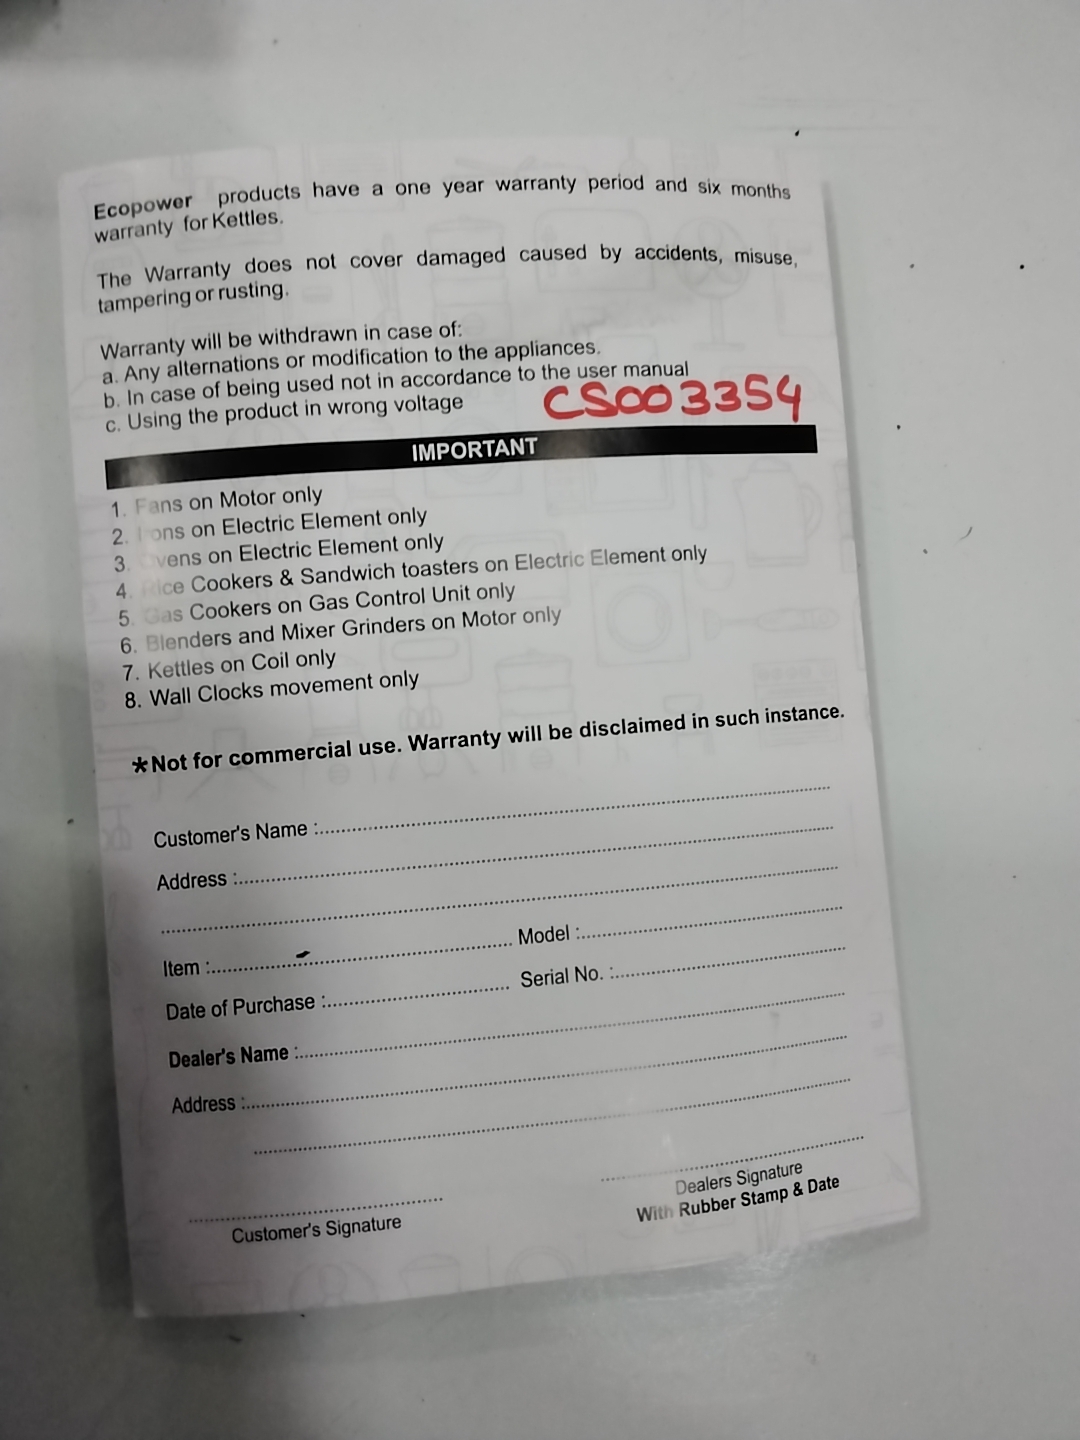 Ecopower products have a one year warranty period and six months
warranty for Kettles.
The Warranty does not cover damaged caused by accidents, misuse,
tampering or rusting.
Warranty will be withdrawn in case of:
a. Any alternations or modification to the appliances.
b. In case of being used not in accordance to the user manual
c. Using the product in wrong voltage
CS003354
IMPORTANT
1. Fans on Motor only
2. Irons on Electric Element only
3. Ovens on Electric Element only
4. Rice Cookers & Sandwich toasters on Electric Element only
5. Gas Cookers on Gas Control Unit only
6. Blenders and Mixer Grinders on Motor only
7. Kettles on Coil only
8. Wall Clocks movement only
*Not for commercial use. Warranty will be disclaimed in such instance.
Customer's Name :
Address :
Item : Model :
Date of Purchase : Serial No. :
Dealer's Name :
Address :
Customer's Signature
Dealers Signature
With Rubber Stamp & Date